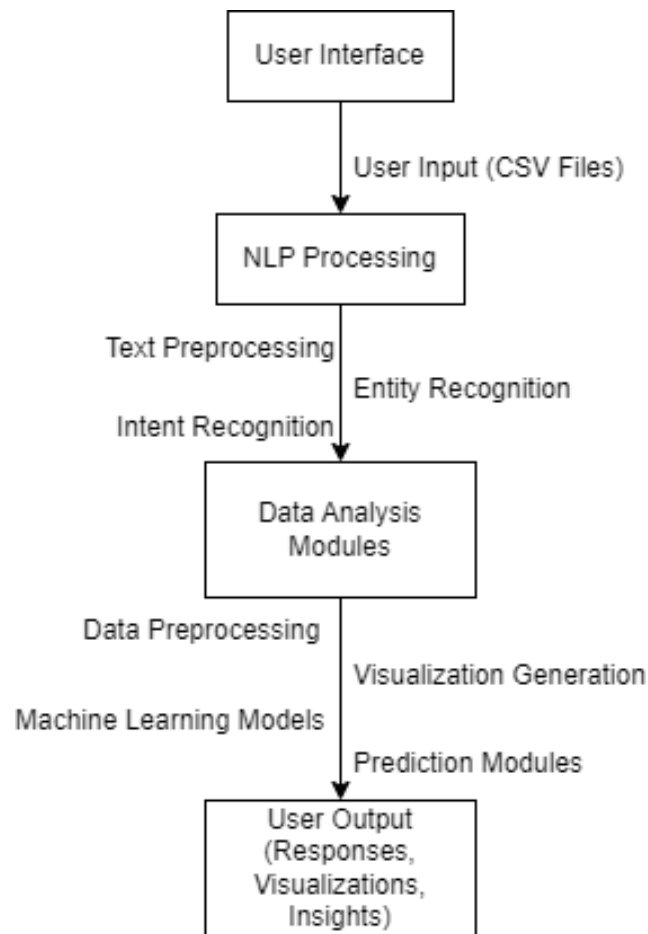 User Interface
User Input (CSV Files)
NLP Processing
Text Preprocessing
Entity Recognition
Intent Recognition
Data Analysis
Modules
Data Preprocessing
Visualization Generation
Machine Learning Models
Prediction Modules
User Output
(Responses,
Visualizations,
Insights)